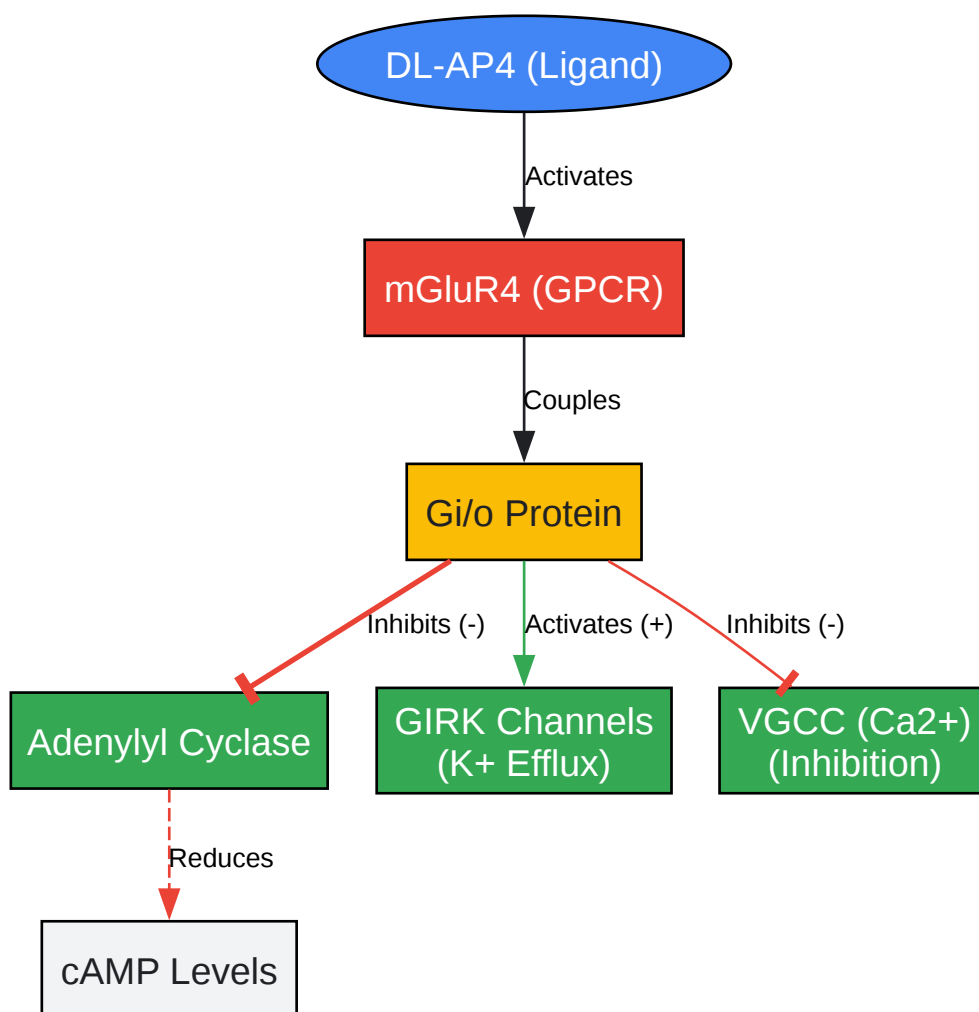 DL-AP4 (Ligand)
Activates
mGluR4 (GPCR)
Couples
Gi/o Protein
Inhibits (-)
Activates (+)
Inhibits (-)
Adenylyl Cyclase
GIRK Channels
(K+ Efflux)
VGCC (Ca2+)
(Inhibition)
Reduces
cAMP Levels